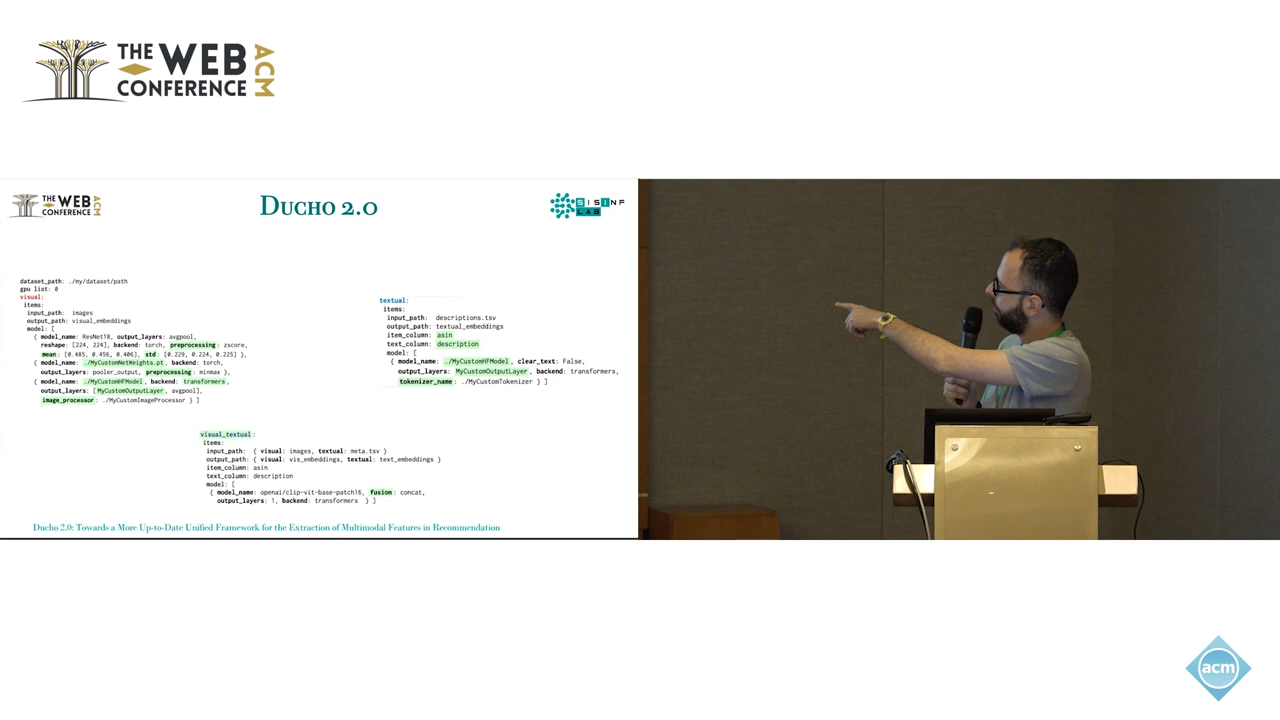 THE WEB
CONFERENCE
ACM
THE WEB
CONFERENCE
ACM
Ducho 2.0
SISINF
LAB
dataset_path: ./my/dataset/path
gpu list: 0
visual:
items:
input_path: images
output_path: visual_embeddings
model: [
{ model_name: ResNet18, output_layers: avgpool,
reshape: [224, 224], backend: torch, preprocessing: zscore,
mean: [0.485, 0.456, 0.406], std: [0.229, 0.224, 0.225] },
{ model_name: ./MyCustomNetWeights.pt, backend: torch,
output_layers: pooler_output, preprocessing: minmax },
{ model_name: ./MyCustomHFModel, backend: transformers,
output_layers: [MyCustomOutputLayer, avgpool],
image_processor: ./MyCustomImageProcessor } ]
textual:
items:
input_path: descriptions.tsv
output_path: textual_embeddings
item_column: asin
text_column: description
model: [
{ model_name: ./MyCustomHFModel, clear_text: False,
output_layers: MyCustomOutputLayer, backend: transformers,
tokenizer_name: ./MyCustomTokenizer } ]
visual_textual:
items:
input_path: { visual: images, textual: meta.tsv }
output_path: { visual: vis_embeddings, textual: text_embeddings }
item_column: asin
text_column: description
model: [
{ model_name: openai/clip-vit-base-patch16, fusion: concat,
output_layers: 1, backend: transformers } ]
Ducho 2.0: Towards a More Up-to-Date Unified Framework for the Extraction of Multimodal Features in Recommendation
acm